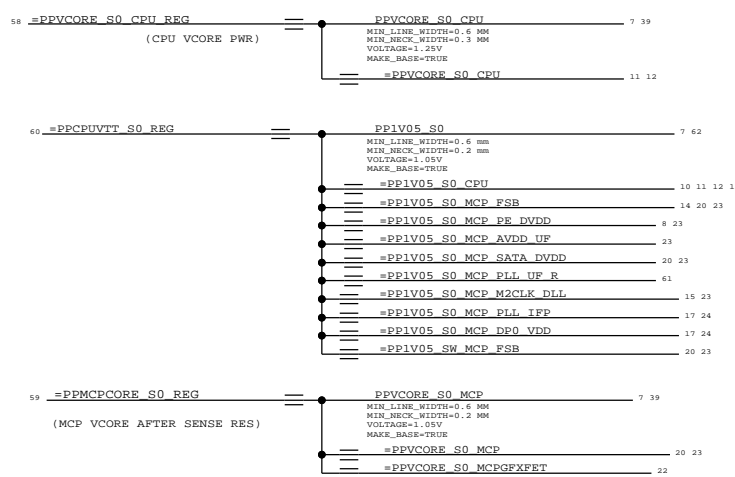 58 =PPVCORE_S0_CPU_REG PPVCORE_S0_CPU 7 39
(CPU VCORE PWR)
MIN_LINE_WIDTH=0.6 MM
MIN_NECK_WIDTH=0.3 MM
VOLTAGE=1.25V
MAKE_BASE=TRUE
=PPVCORE_S0_CPU 11 12
60 =PPCPUVTT_S0_REG PP1V05_S0 7 62
MIN_LINE_WIDTH=0.6 mm
MIN_NECK_WIDTH=0.2 mm
VOLTAGE=1.05V
MAKE_BASE=TRUE
=PP1V05_S0_CPU 10 11 12 1
=PP1V05_S0_MCP_FSB 14 20 23
=PP1V05_S0_MCP_PE_DVDD 8 23
=PP1V05_S0_MCP_AVDD_UF 23
=PP1V05_S0_MCP_SATA_DVDD 20 23
=PP1V05_S0_MCP_PLL_UF_R 61
=PP1V05_S0_MCP_M2CLK_DLL 15 23
=PP1V05_S0_MCP_PLL_IFP 17 24
=PP1V05_S0_MCP_DP0_VDD 17 24
=PP1V05_SW_MCP_FSB 20 23
59 =PPMCPCORE_S0_REG PPVCORE_S0_MCP 7 39
(MCP VCORE AFTER SENSE RES)
MIN_LINE_WIDTH=0.6 MM
MIN_NECK_WIDTH=0.2 MM
VOLTAGE=1.05V
MAKE_BASE=TRUE
=PPVCORE_S0_MCP 20 23
=PPVCORE_S0_MCPGFXFET 22